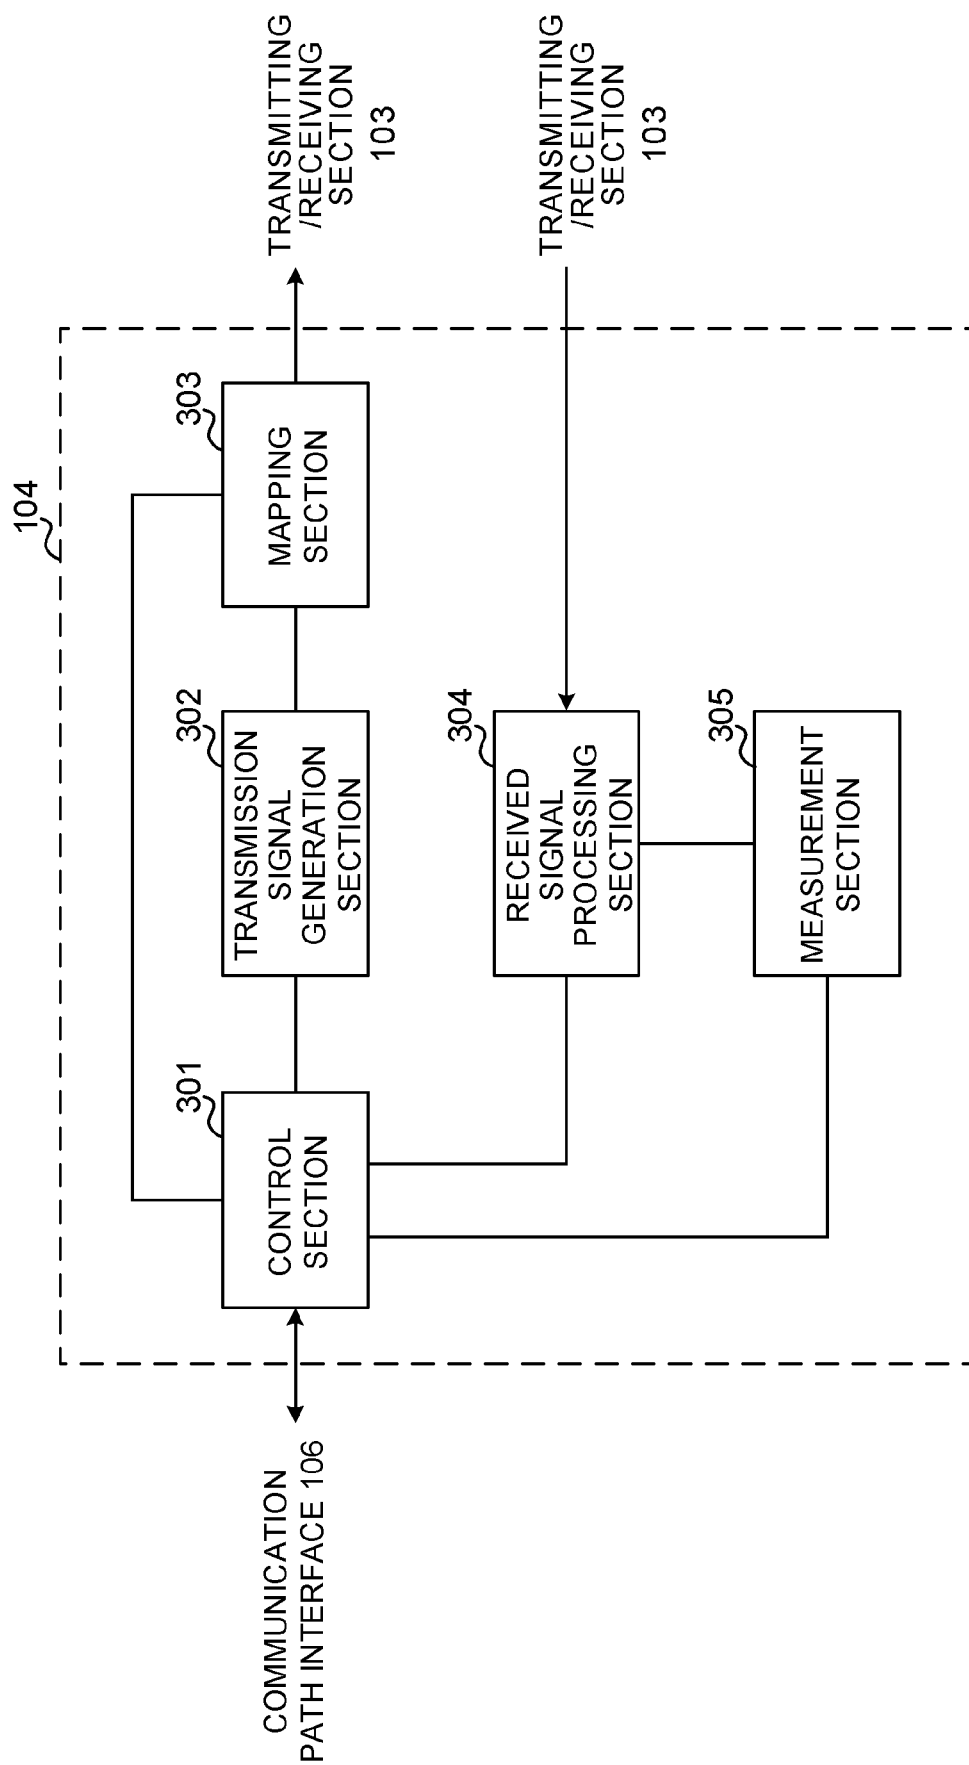 104
COMMUNICATION
PATH INTERFACE 106
301
CONTROL
SECTION
302
TRANSMISSION
SIGNAL
GENERATION
SECTION
303
MAPPING
SECTION
TRANSMITTING
/RECEIVING
SECTION
103
304
RECEIVED
SIGNAL
PROCESSING
SECTION
TRANSMITTING
/RECEIVING
SECTION
103
305
MEASUREMENT
SECTION